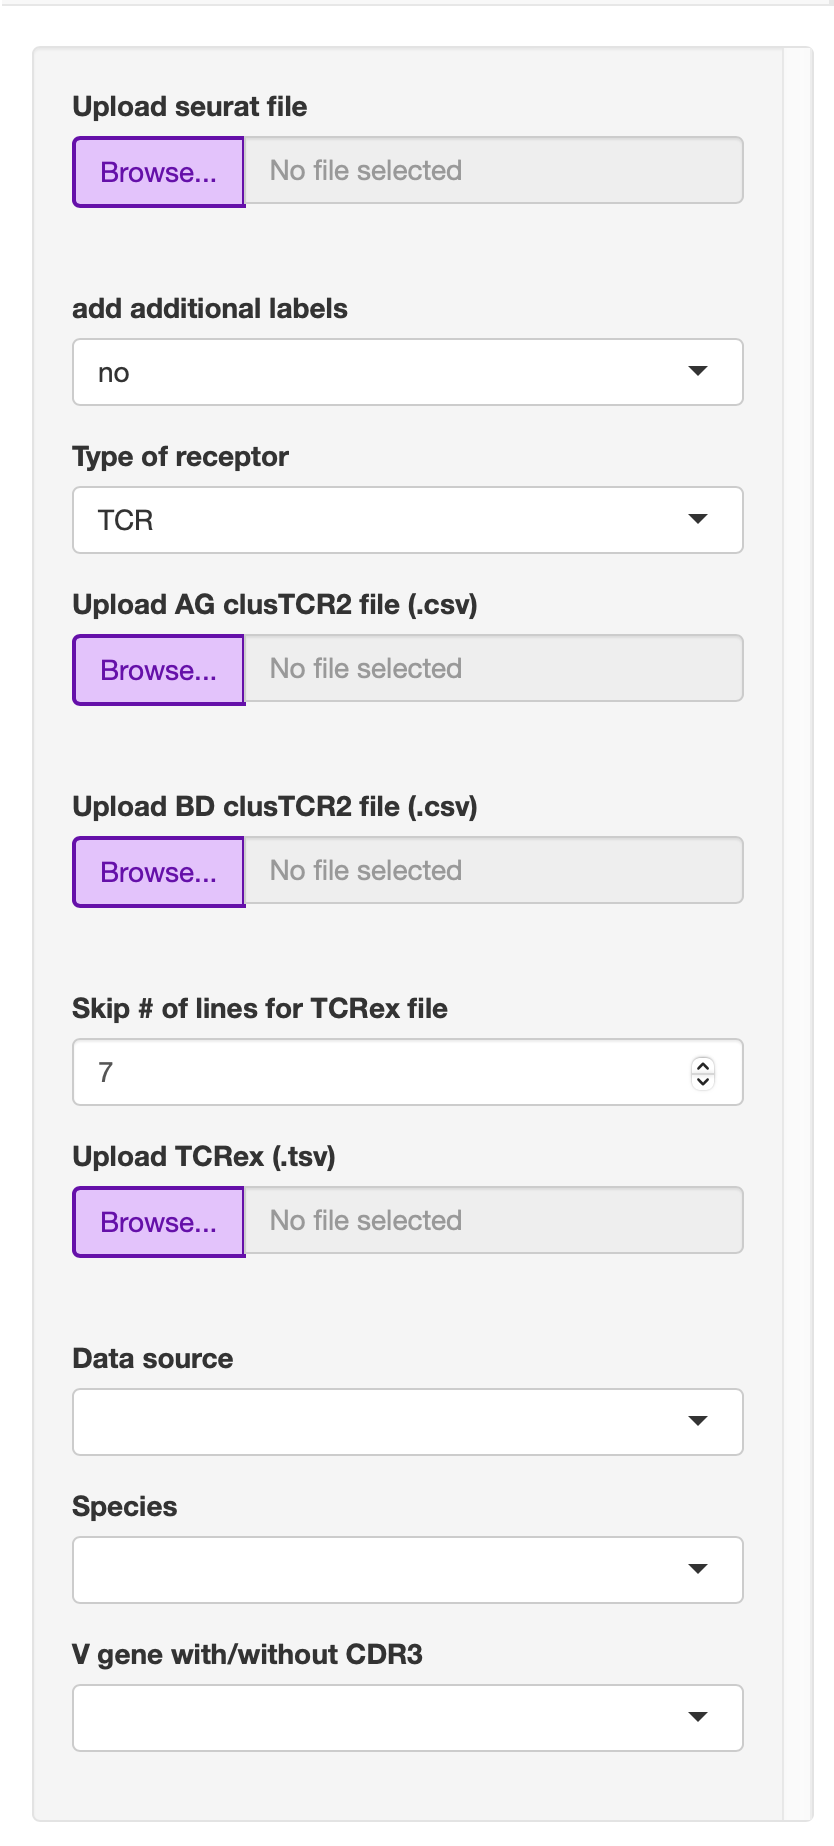 Upload seurat file
Browse... No file selected
add additional labels
no
Type of receptor
TCR
Upload AG clusTCR2 file (.csv)
Browse... No file selected
Upload BD clusTCR2 file (.csv)
Browse... No file selected
Skip # of lines for TCRex file
7
Upload TCRex (.tsv)
Browse... No file selected
Data source
Species
V gene with/without CDR3